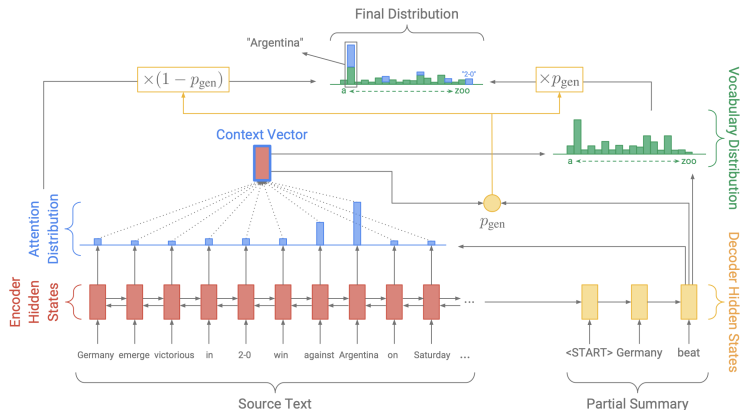 Final Distribution
"Argentina"
"2-0"
a
zoo
×(1 − pgen)
×pgen
Context Vector
a
zoo
Vocabulary Distribution
Attention
Distribution
pgen
Encoder
Hidden
States
...
Decoder Hidden States
Germany emerge victorious in 2-0 win against Argentina on Saturday ...
<START> Germany beat
Source Text
Partial Summary